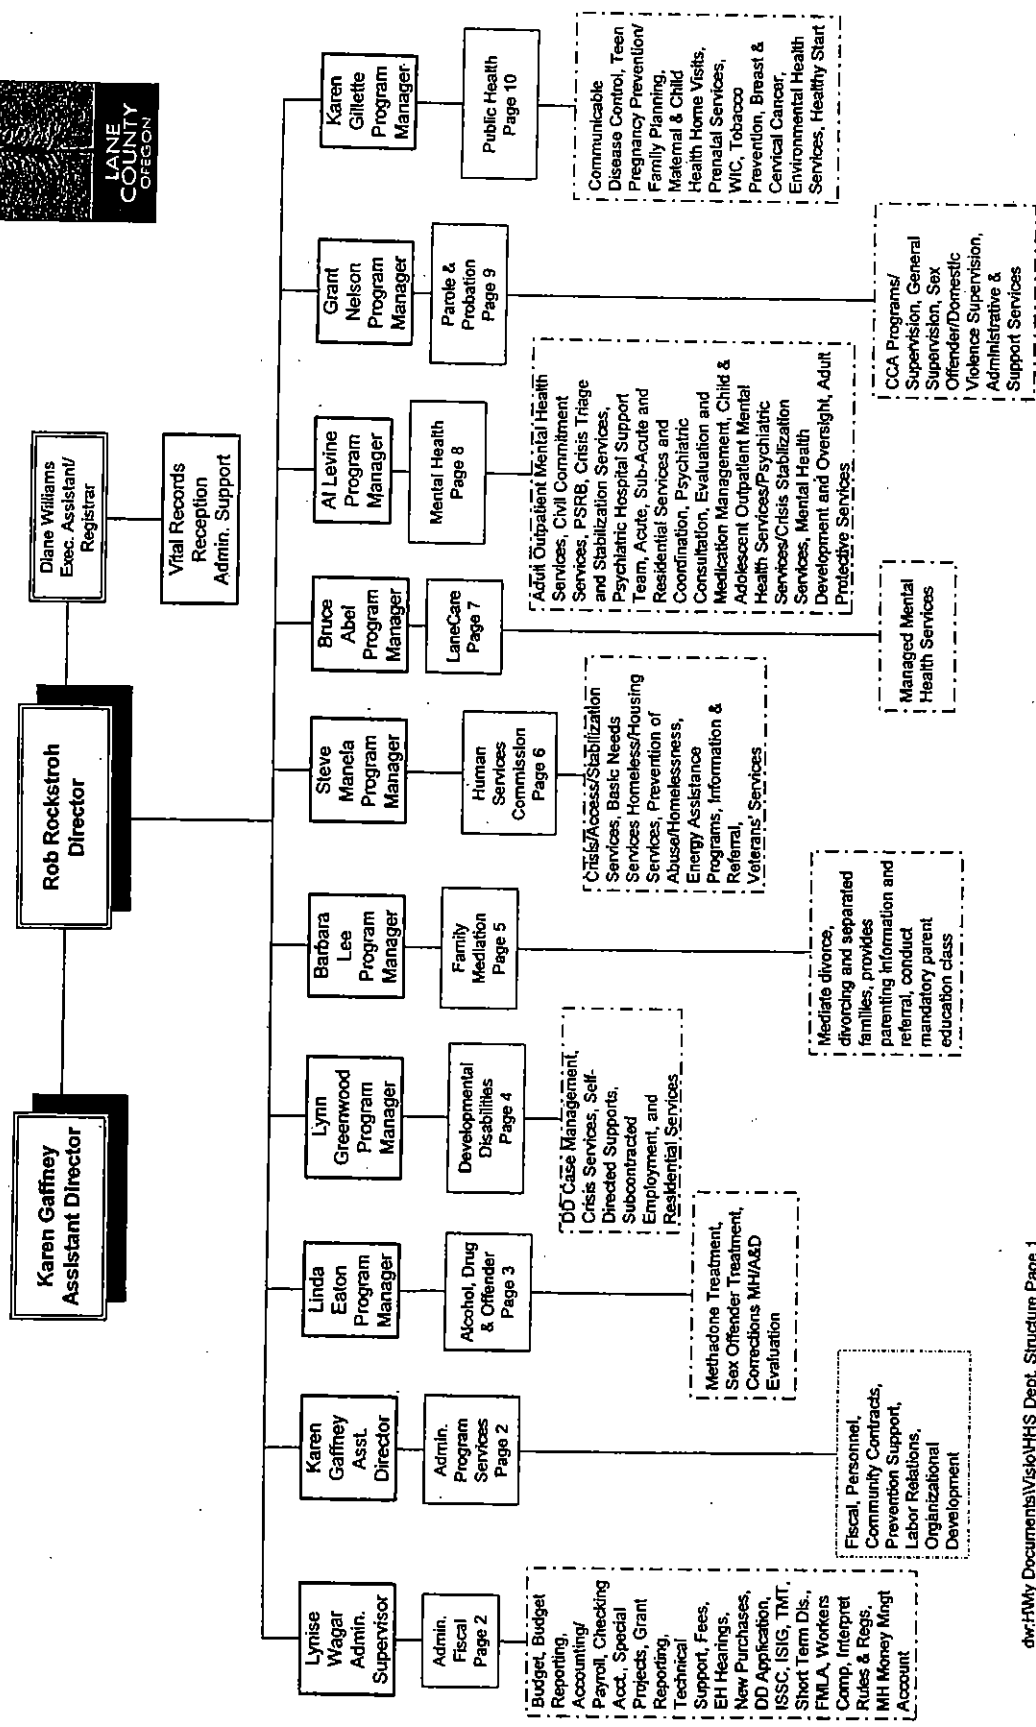 LANE
COUNTY
OREGON
Karen Gaffney
Assistant Director
Rob Rockstroh
Director
Diane Williams
Exec. Assistant/
Registrar
Vital Records
Reception
Admin. Support
Lynise
Wagar
Admin.
Supervisor
Admin.
Fiscal
Page 2
Budget, Budget
Reporting,
Accounting/
Payroll, Checking
Acct., Special
Projects, Grant
Reporting,
Technical
Support, Fees,
EH Hearings,
New Purchases,
DD Application,
ISSC, ISIG, TMT,
Short Term Dis.,
FMLA, Workers
Comp, Interpret
Rules & Regs,
MH Money Mngt
Account
Karen
Gaffney
Asst.
Director
Admin.
Program
Services
Page 2
Fiscal, Personnel,
Community Contracts,
Prevention Support,
Labor Relations,
Organizational
Development
Linda
Eaton
Program
Manager
Alcohol, Drug
& Offender
Page 3
Methadone Treatment,
Sex Offender Treatment,
Corrections MH/A&D
Evaluation
Lynn
Greenwood
Program
Manager
Developmental
Disabilities
Page 4
DD Case Management,
Crisis Services, Self-
Directed Supports,
Subcontracted
Employment, and
Residential Services
Barbara
Lee
Program
Manager
Family
Mediation
Page 5
Mediate divorce,
divorcing and separated
families, provides
parenting information and
referral, conduct
mandatory parent
education class
Steve
Manela
Program
Manager
Human
Services
Commission
Page 6
Crisis/Access/Stabilization
Services, Basic Needs
Services Homeless/Housing
Services, Prevention of
Abuse/Homelessness,
Energy Assistance
Programs, Information &
Referral,
Veterans' Services
Bruce
Abel
Program
Manager
LaneCare
Page 7
Managed Mental
Health Services
Al Levine
Program
Manager
Mental Health
Page 8
Adult Outpatient Mental Health
Services, Civil Commitment
Services, PSRB, Crisis Triage
and Stabilization Services,
Psychiatric Hospital Support
Team, Acute, Sub-Acute and
Residential Services and
Coordination, Psychiatric
Consultation, Evaluation and
Medication Management, Child &
Adolescent Outpatient Mental
Health Services/Psychiatric
Services/Crisis Stabilization
Services, Mental Health
Development and Oversight, Adult
Protective Services
Grant
Nelson
Program
Manager
Parole &
Probation
Page 9
CCA Programs/
Supervision, General
Supervision, Sex
Offender/Domestic
Violence Supervision,
Administrative &
Support Services
Karen
Gillette
Program
Manager
Public Health
Page 10
Communicable
Disease Control, Teen
Pregnancy Prevention/
Family Planning,
Maternal & Child
Health Home Visits,
Prenatal Services,
WIC, Tobacco
Prevention, Breast &
Cervical Cancer,
Environmental Health
Services, Healthy Start
dw:H\My Documents\Visio\HHS Dept. Structure Page 1